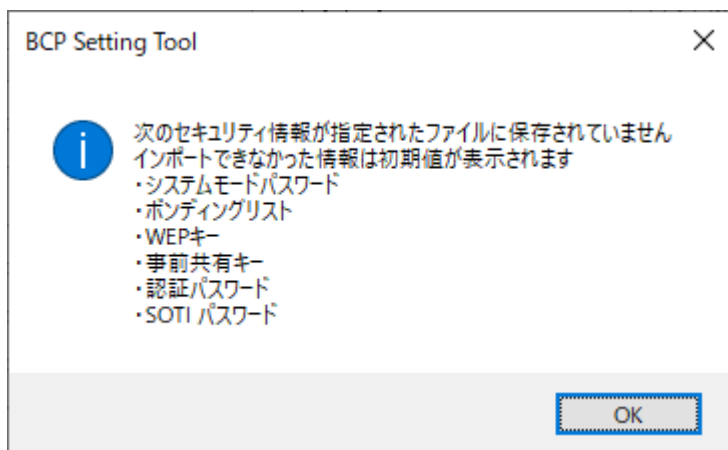 BCP Setting Tool
次のセキュリティ情報が指定されたファイルに保存されていません
インポートできなかった情報は初期値が表示されます
・システムモードパスワード
・ボンディングリスト
・WEPキー
・事前共有キー
・認証パスワード
・SOTI パスワード
OK